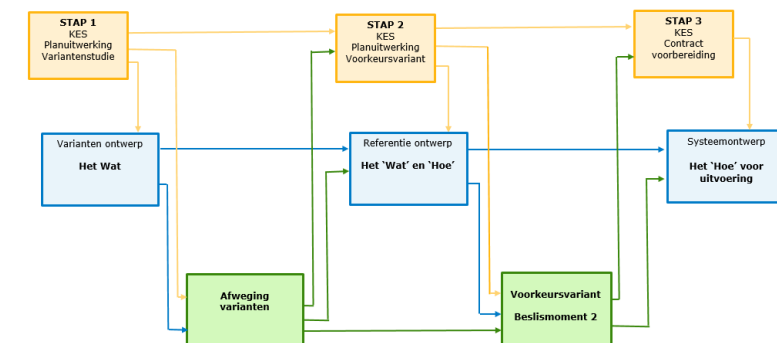 STAP 1
KES
Planuitwerking
Variantenstudie
STAP 2
KES
Planuitwerking
Voorkeursvariant
STAP 3
KES
Contract
voorbereiding
Varianten ontwerp
Het Wat
Referentie ontwerp
Het ‘Wat’ en ‘Hoe’
Systeemontwerp
Het ‘Hoe’ voor
uitvoering
Afweging
varianten
Voorkeursvariant
Beslismoment 2